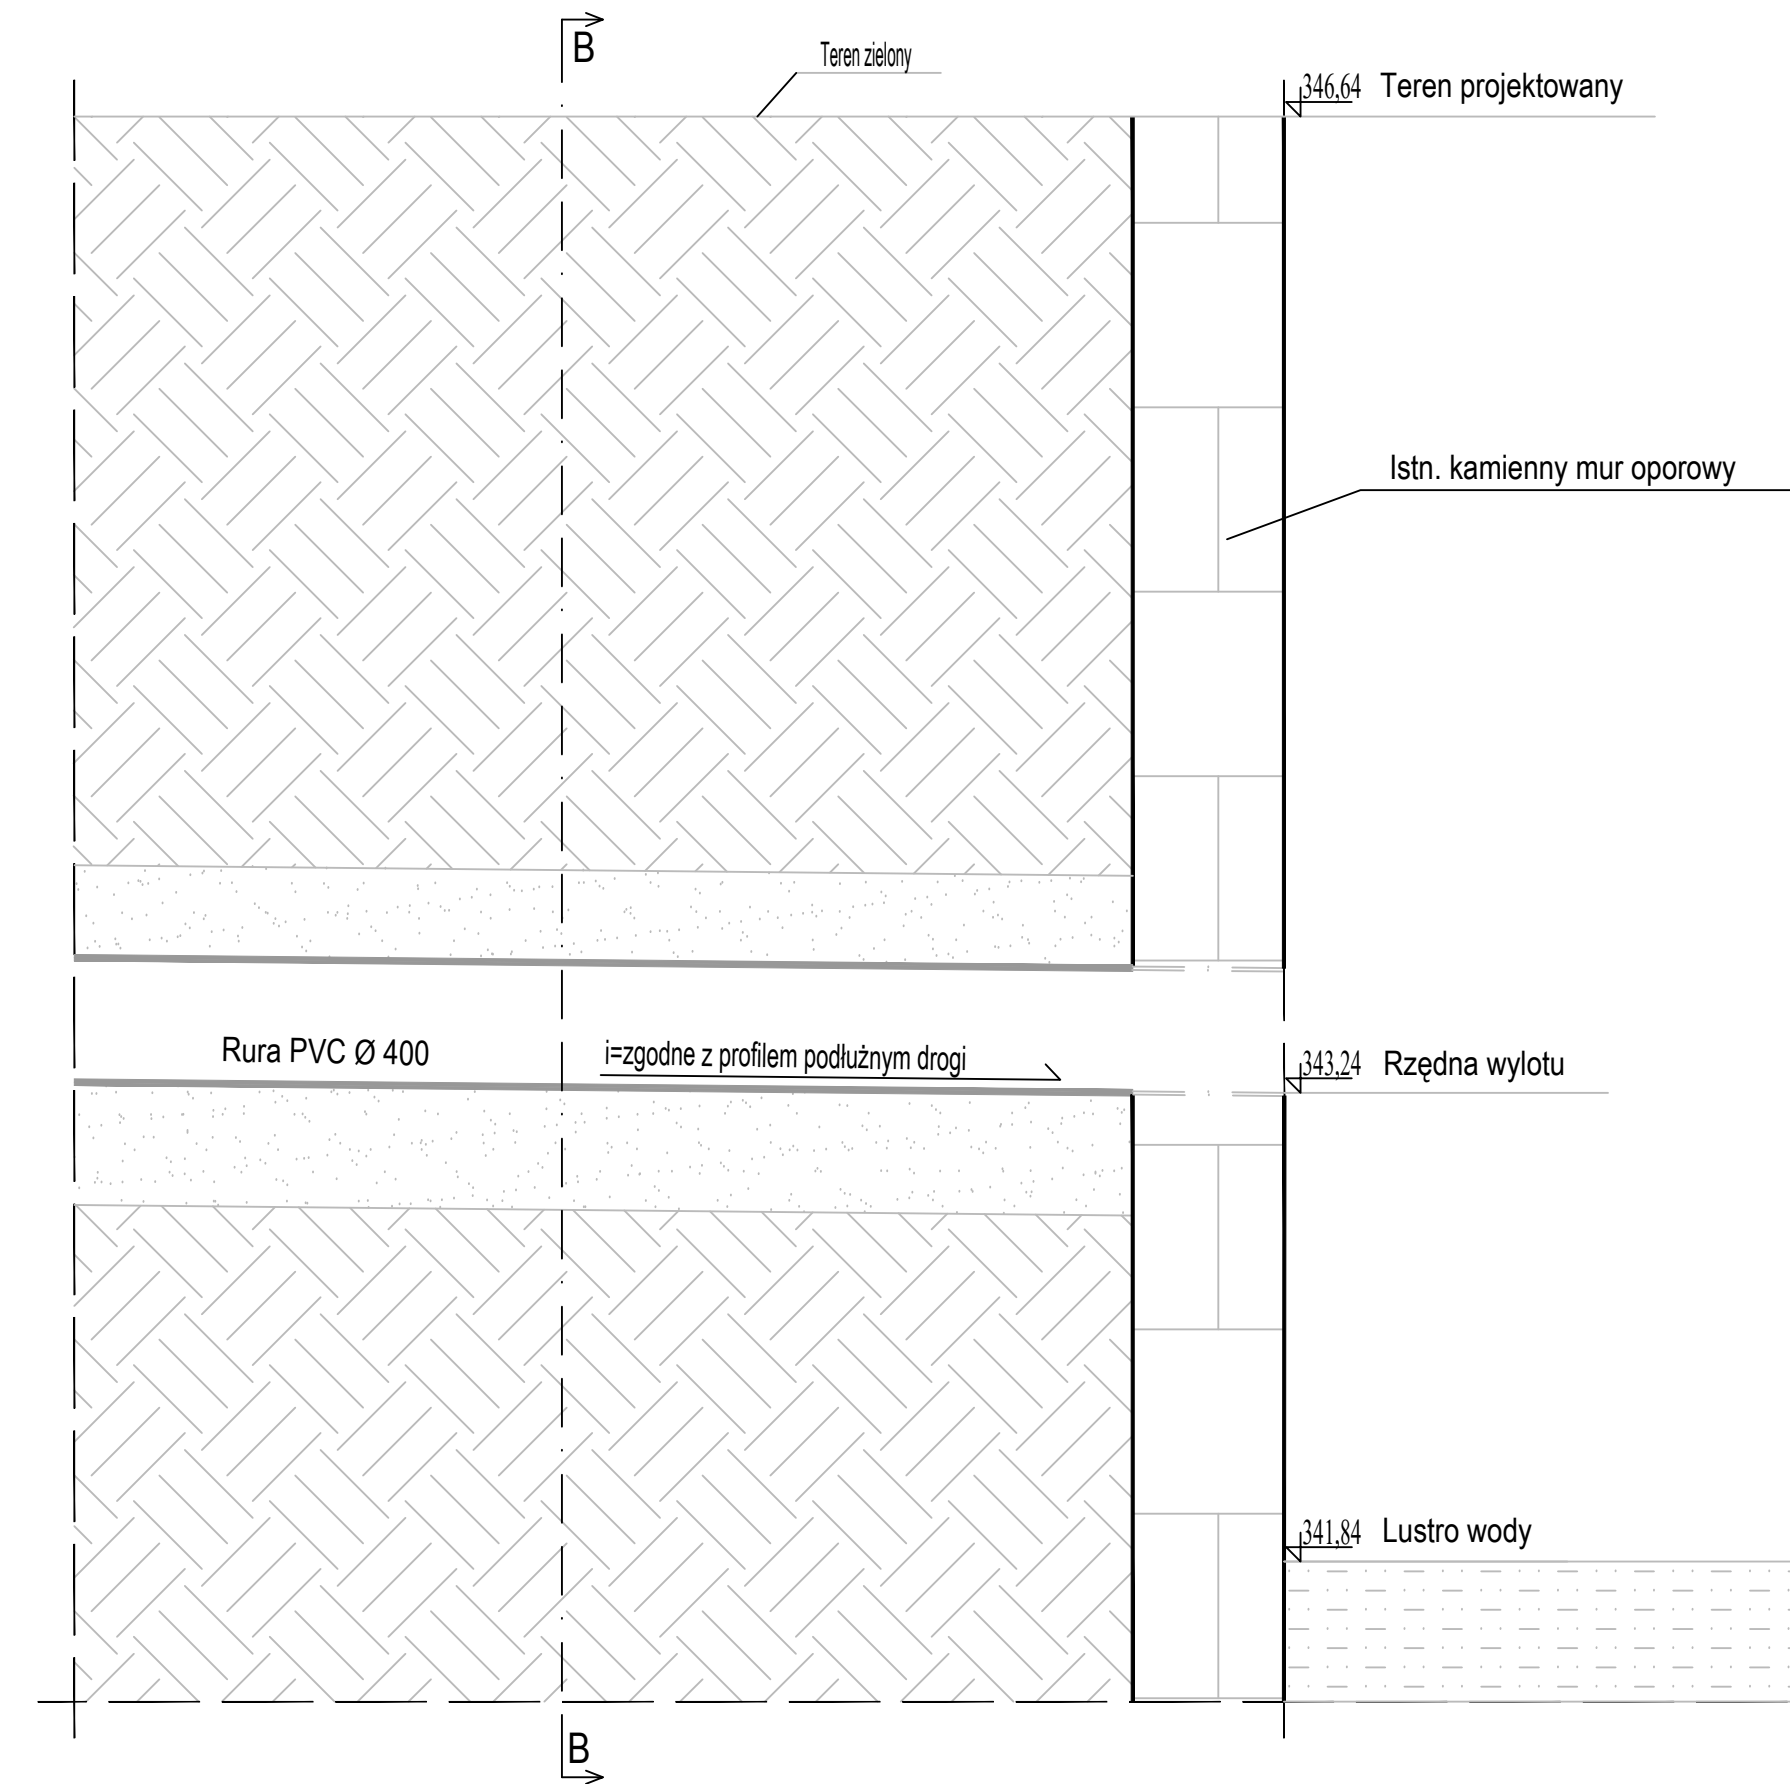 B
Teren zielony
346,64 Teren projektowany
Istn. kamienny mur oporowy
Rura PVC Ø 400
i=zgodne z profilem podłużnym drogi
343,24 Rzędna wylotu
341,84 Lustro wody
B